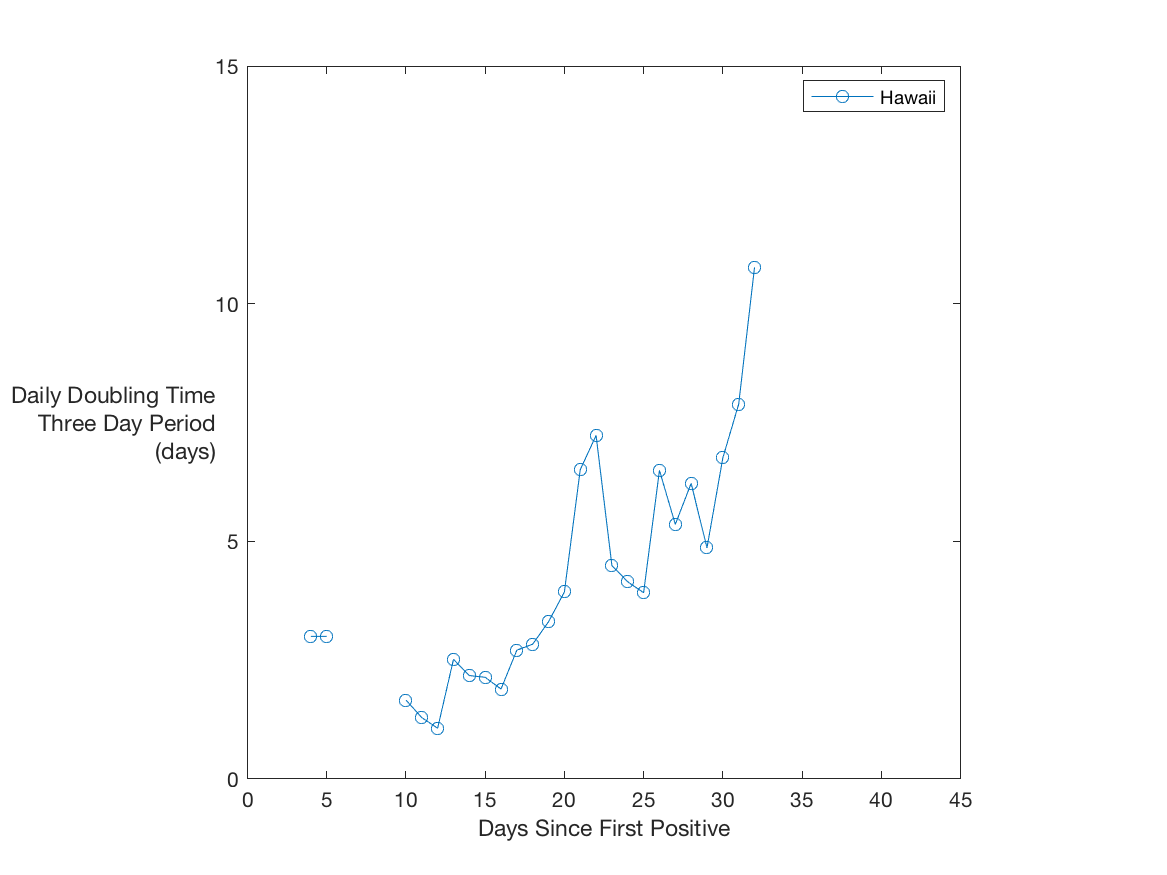 15
Hawaii
10
Daily Doubling Time
Three Day Period
(days)
5
0
0 5 10 15 20 25 30 35 40 45
Days Since First Positive